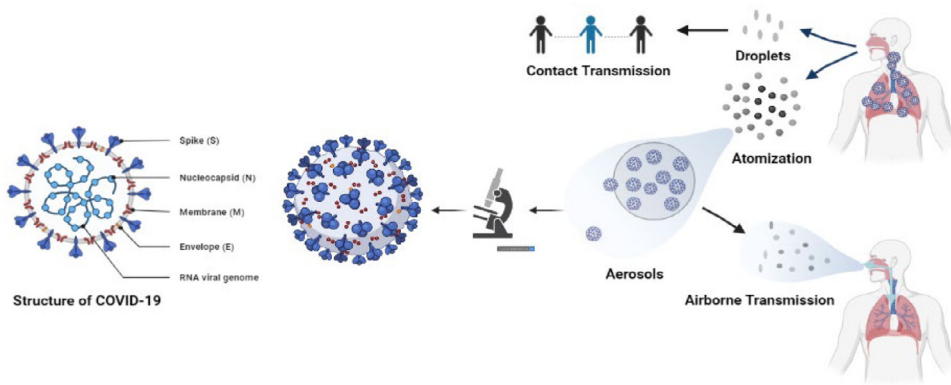 Spike (S)
Nucleocapsid (N)
Membrane (M)
Envelope (E)
RNA viral genome
Structure of COVID-19
Contact Transmission
Droplets
Atomization
Aerosols
Airborne Transmission